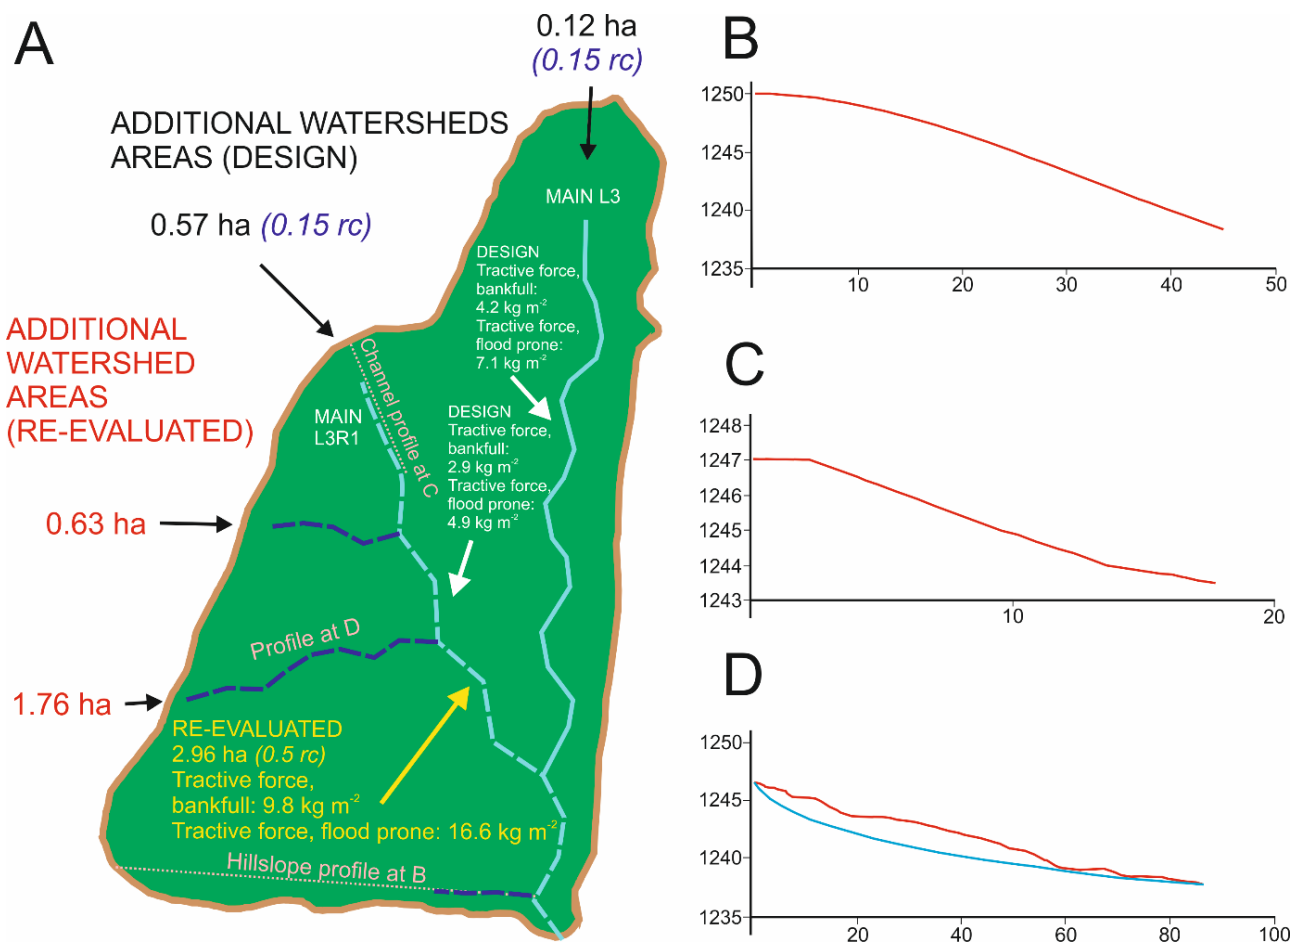 A
0.12 ha
(0.15 rc)
ADDITIONAL WATERSHEDS
AREAS (DESIGN)
0.57 ha (0.15 rc)
MAIN L3
DESIGN
Tractive force,
bankfull:
4.2 kg m-2
Tractive force,
flood prone:
7.1 kg m-2
ADDITIONAL
WATERSHED
AREAS
(RE-EVALUATED)
Channel profile at C
MAIN
L3R1
DESIGN
Tractive force,
bankfull:
2.9 kg m-2
Tractive force,
flood prone:
4.9 kg m-2
0.63 ha
Profile at D
1.76 ha
RE-EVALUATED
2.96 ha (0.5 rc)
Tractive force,
bankfull: 9.8 kg m-2
Tractive force, flood prone: 16.6 kg m-2
Hillslope profile at B
B
1250
1245
1240
1235
10 20 30 40 50
C
1248
1247
1246
1245
1244
1243
10 20
D
1250
1245
1240
1235
20 40 60 80 100